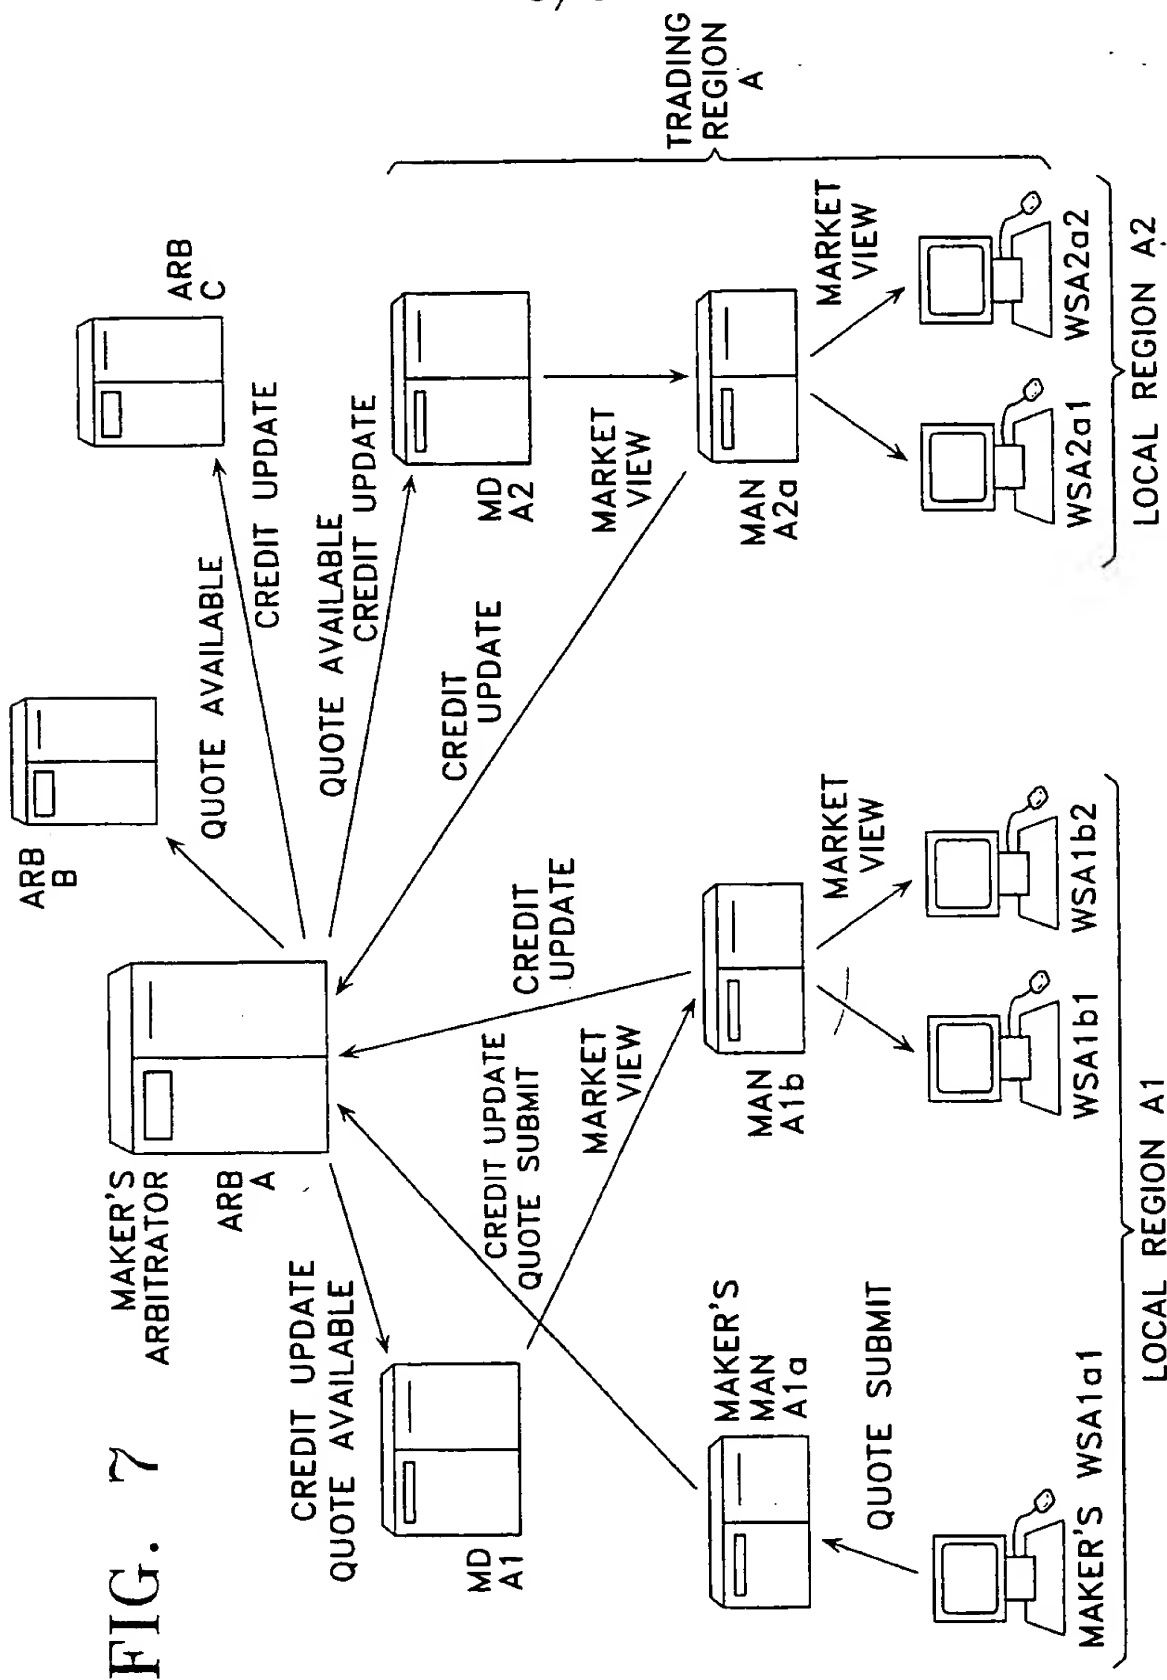 FIG. 7
MAKER'S
ARBITRATOR
ARB
A
ARB
B
ARB
C
QUOTE AVAILABLE
CREDIT UPDATE
QUOTE AVAILABLE
CREDIT UPDATE
CREDIT UPDATE
QUOTE AVAILABLE
MD
A1
MD
A2
CREDIT
UPDATE
CREDIT
UPDATE
CREDIT UPDATE
QUOTE SUBMIT
MARKET
VIEW
MARKET
VIEW
TRADING
REGION
A
MAKER'S
MAN
A1a
MAN
A1b
MAN
A2a
QUOTE SUBMIT
MARKET
VIEW
MARKET
VIEW
MAKER'S WSA1a1
WSA1b1
WSA1b2
WSA2a1
WSA2a2
LOCAL REGION A1
LOCAL REGION A2